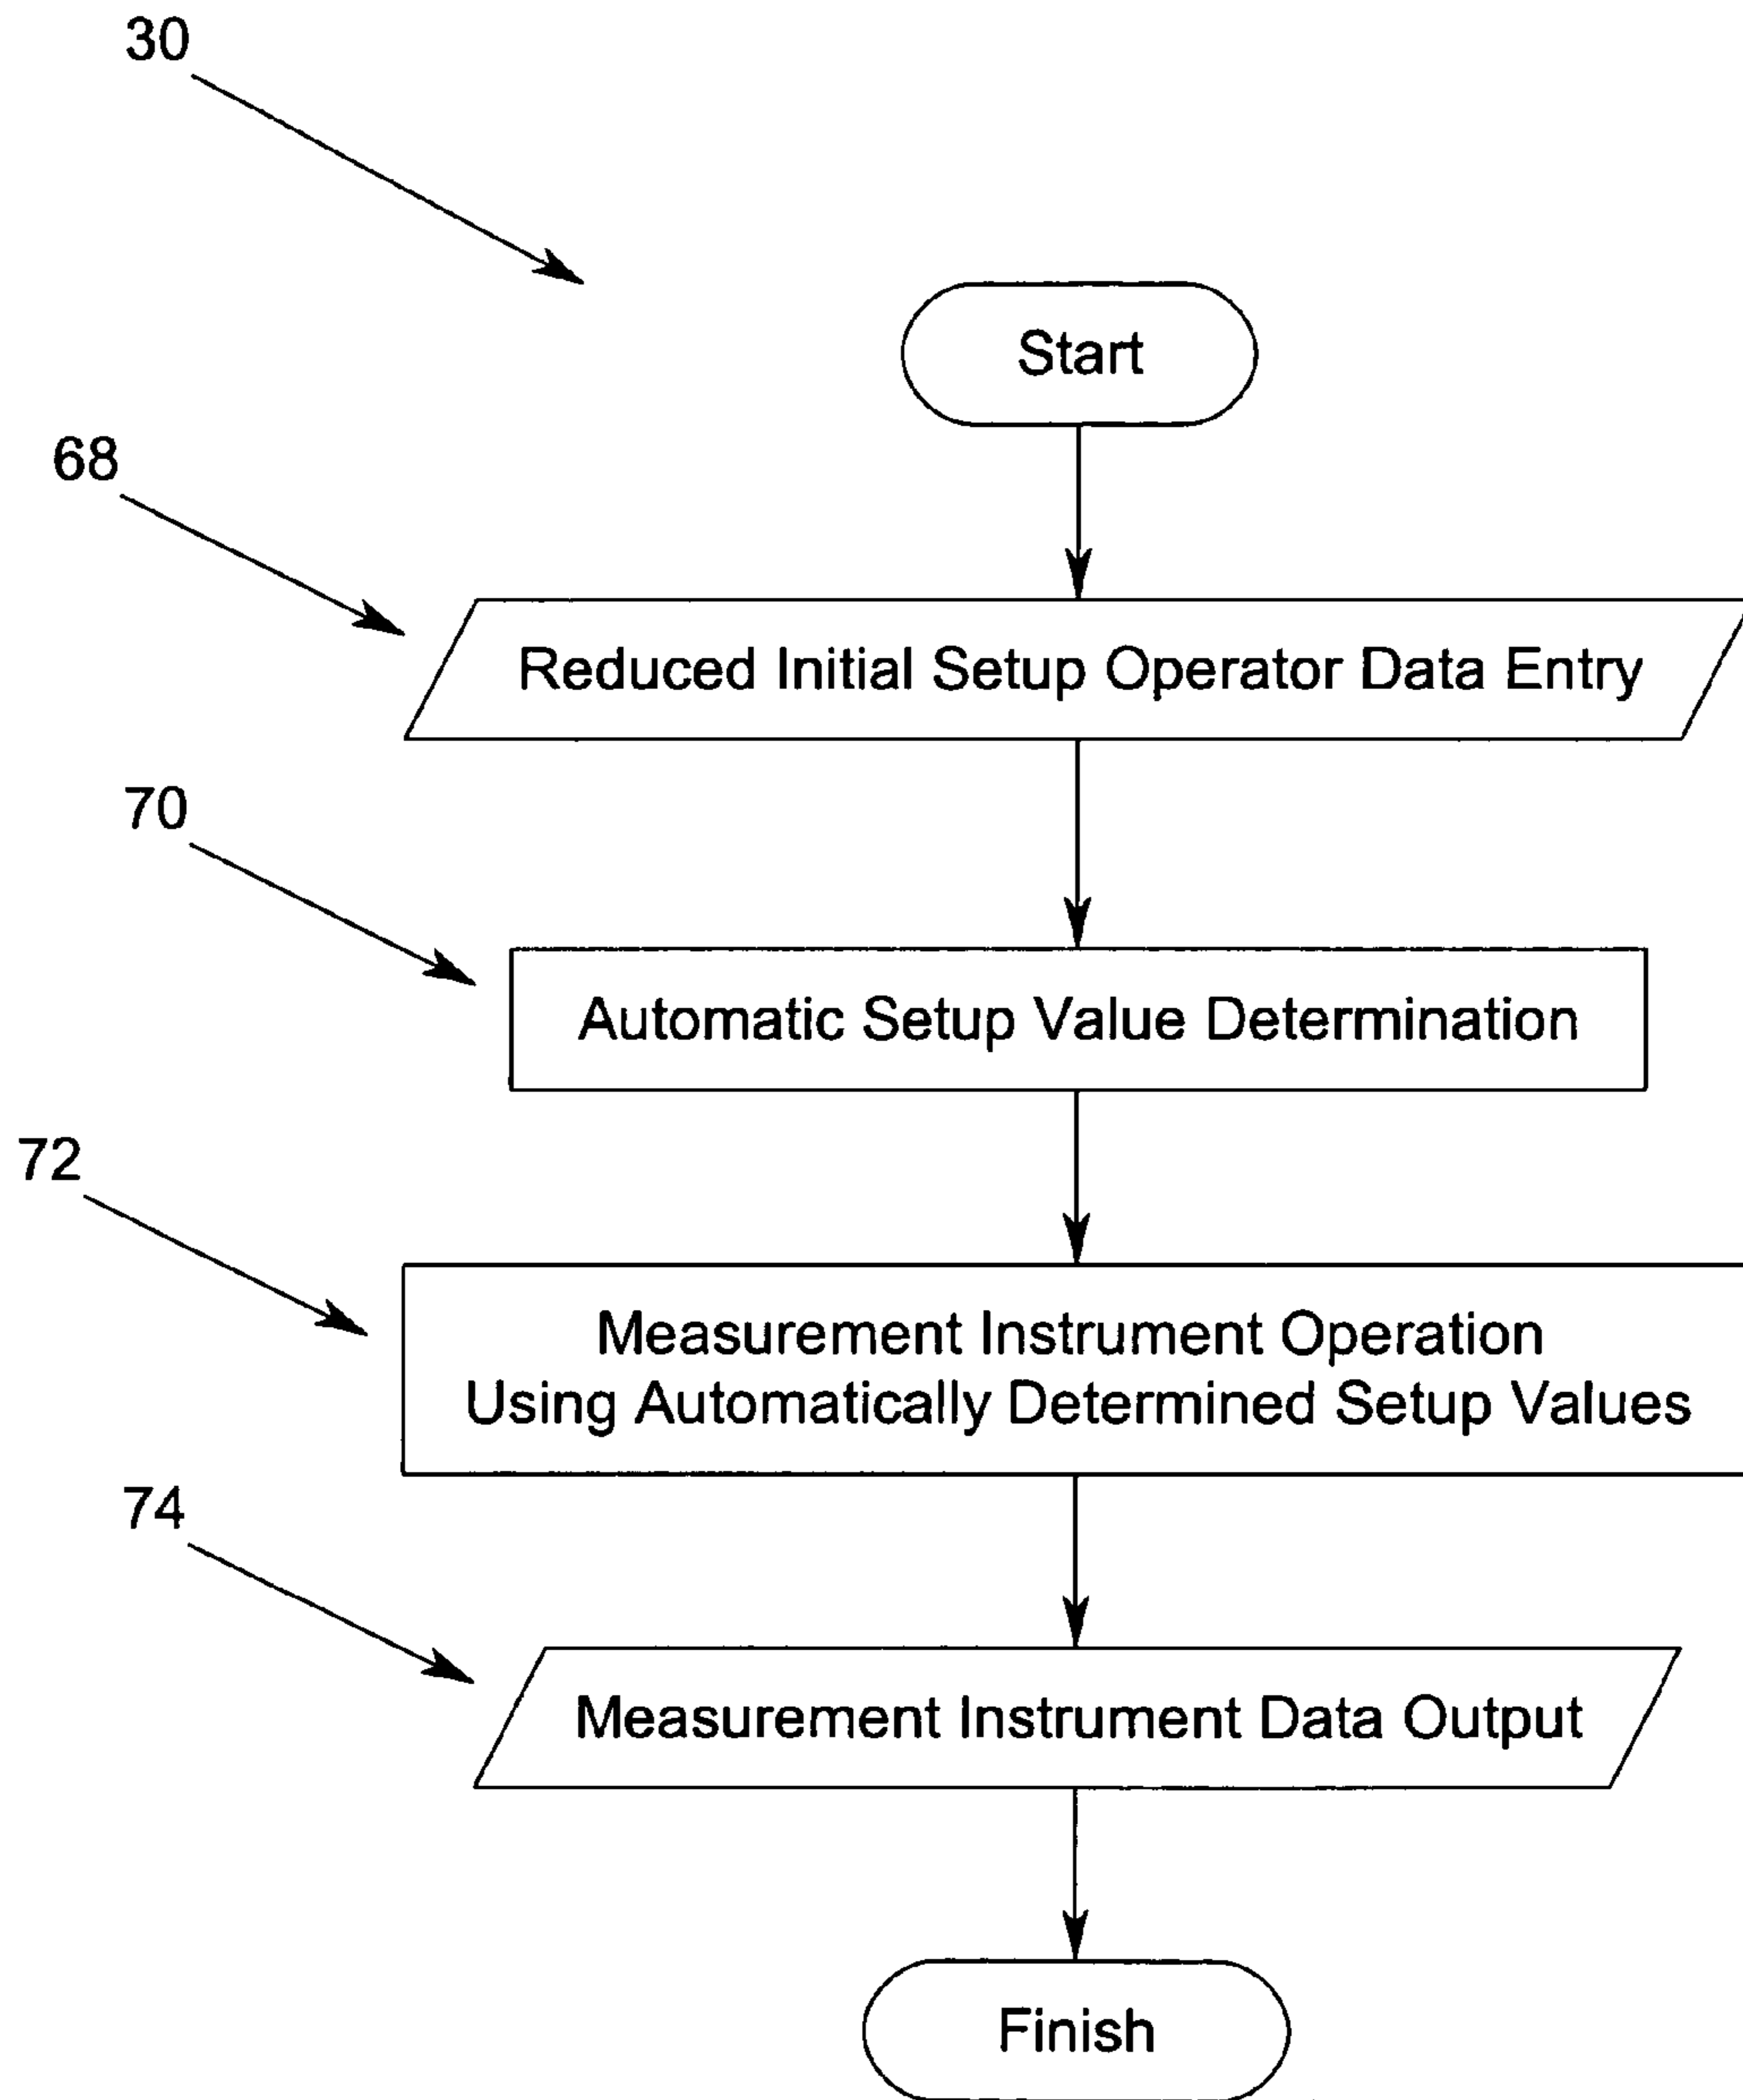 30
Start
68
Reduced Initial Setup Operator Data Entry
70
Automatic Setup Value Determination
72
Measurement Instrument Operation
Using Automatically Determined Setup Values
74
Measurement Instrument Data Output
Finish